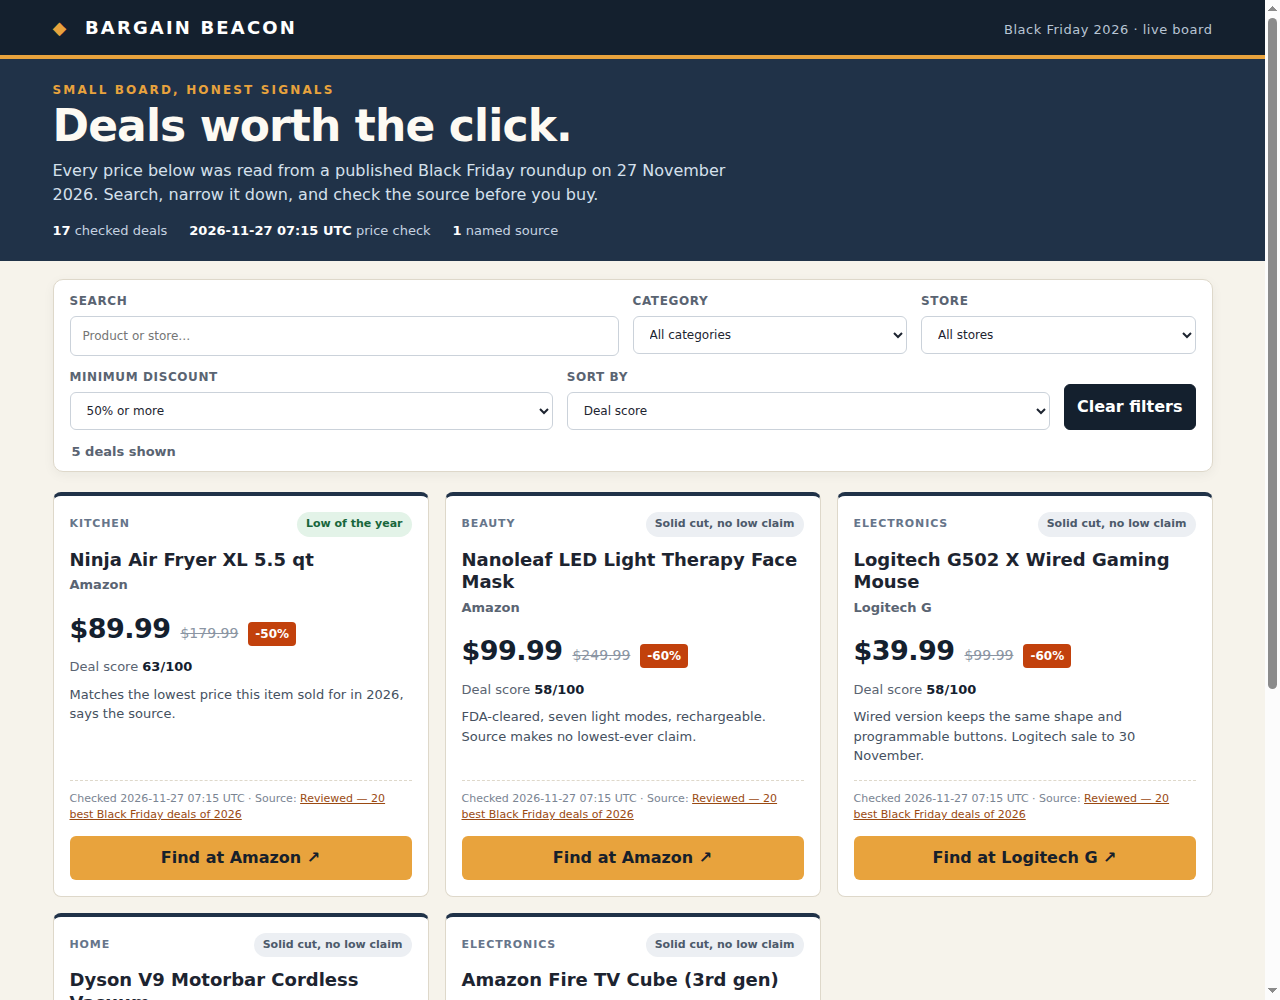 ◆ BARGAIN BEACON
Black Friday 2026 · live board
SMALL BOARD, HONEST SIGNALS
Deals worth the click.
Every price below was read from a published Black Friday roundup on 27 November
2026. Search, narrow it down, and check the source before you buy.
17 checked deals 2026-11-27 07:15 UTC price check 1 named source
SEARCH
Product or store...
CATEGORY
All categories
STORE
All stores
MINIMUM DISCOUNT
50% or more
SORT BY
Deal score
Clear filters
5 deals shown
KITCHEN
Low of the year
Ninja Air Fryer XL 5.5 qt
Amazon
$89.99 $179.99 -50%
Deal score 63/100
Matches the lowest price this item sold for in 2026,
says the source.
Checked 2026-11-27 07:15 UTC · Source: Reviewed — 20
best Black Friday deals of 2026
Find at Amazon ↗
BEAUTY
Solid cut, no low claim
Nanoleaf LED Light Therapy Face
Mask
Amazon
$99.99 $249.99 -60%
Deal score 58/100
FDA-cleared, seven light modes, rechargeable.
Source makes no lowest-ever claim.
Checked 2026-11-27 07:15 UTC · Source: Reviewed — 20
best Black Friday deals of 2026
Find at Amazon ↗
ELECTRONICS
Solid cut, no low claim
Logitech G502 X Wired Gaming
Mouse
Logitech G
$39.99 $99.99 -60%
Deal score 58/100
Wired version keeps the same shape and
programmable buttons. Logitech sale to 30
November.
Checked 2026-11-27 07:15 UTC · Source: Reviewed — 20
best Black Friday deals of 2026
Find at Logitech G ↗
HOME
Solid cut, no low claim
Dyson V9 Motorbar Cordless
Vacuum
ELECTRONICS
Solid cut, no low claim
Amazon Fire TV Cube (3rd gen)